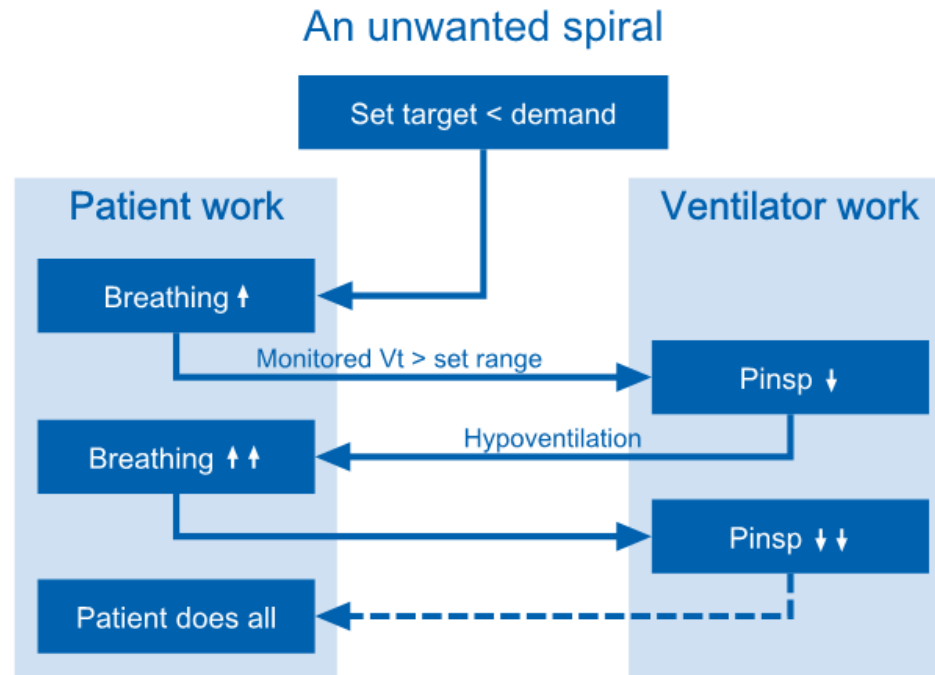 An unwanted spiral
Set target < demand
Patient work
Ventilator work
Breathing ↑
Monitored Vt > set range
Pinsp ↓
Hypoventilation
Breathing ↑ ↑
Pinsp ↓ ↓
Patient does all